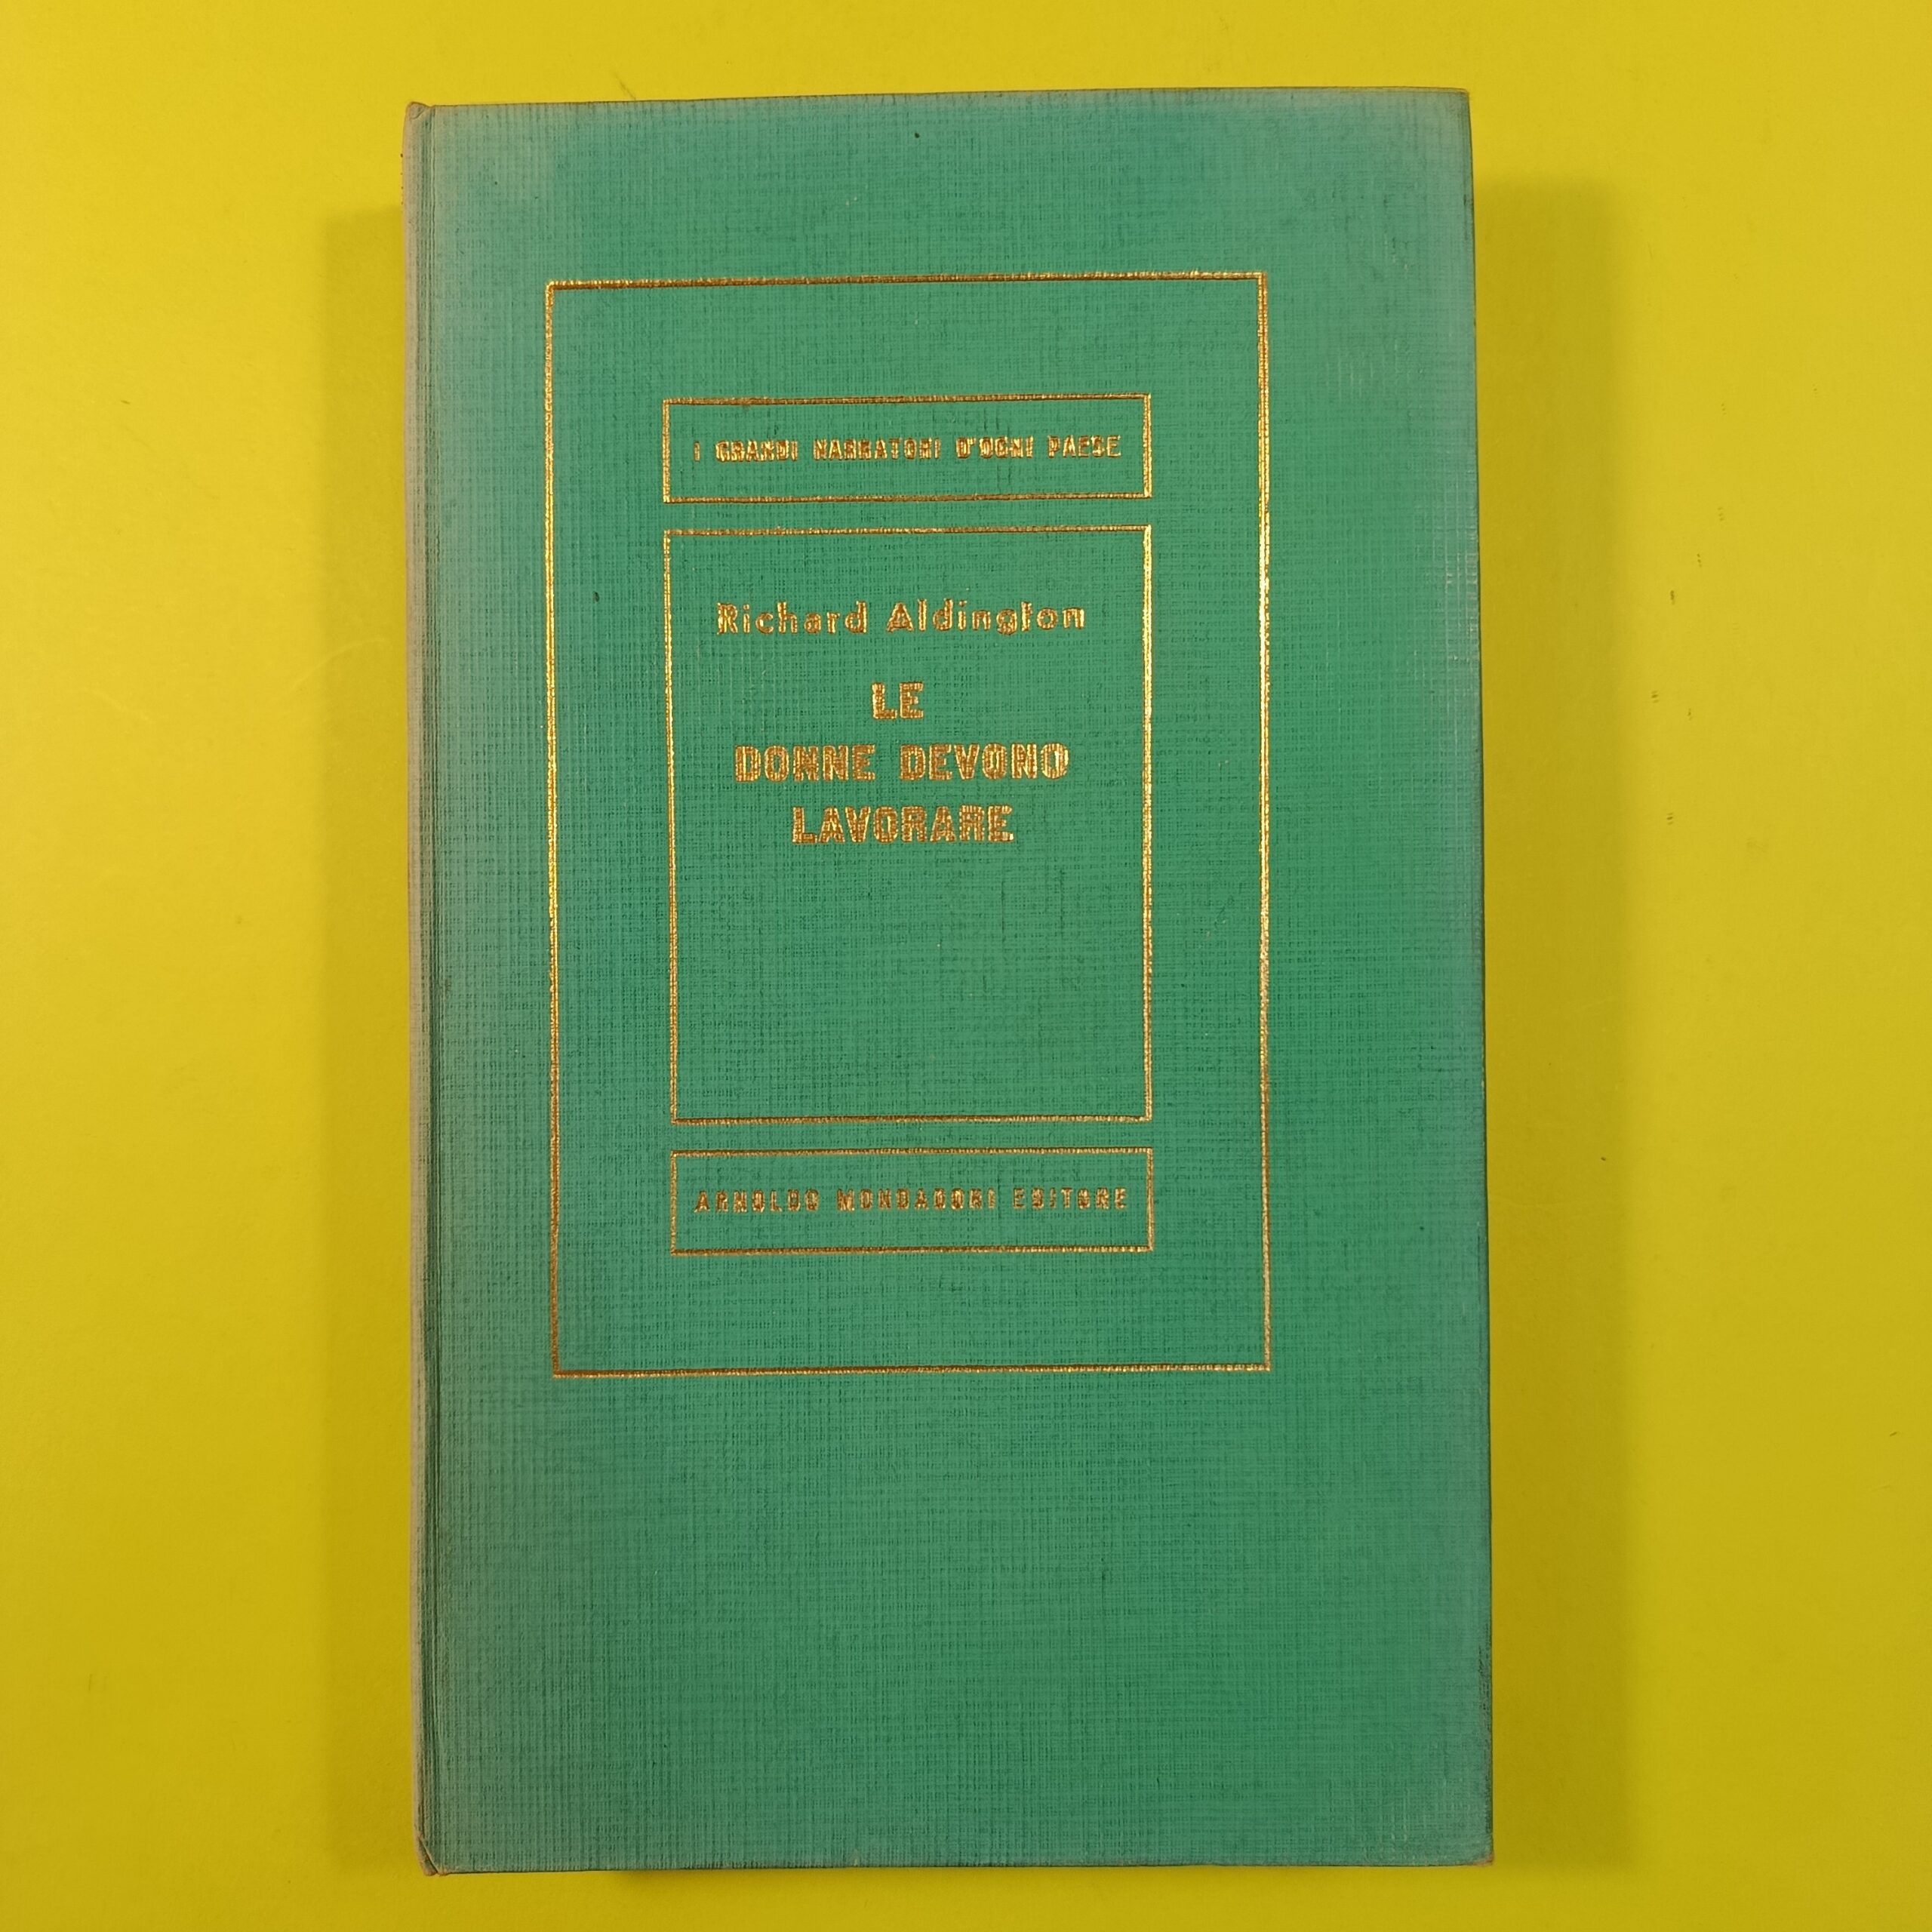 I GRANDI NARRATORI D'OGNI PAESE
Richard Aldington
LE
DONNE DEVONO
LAVORARE
ARNOLDO MONDADORI EDITORE